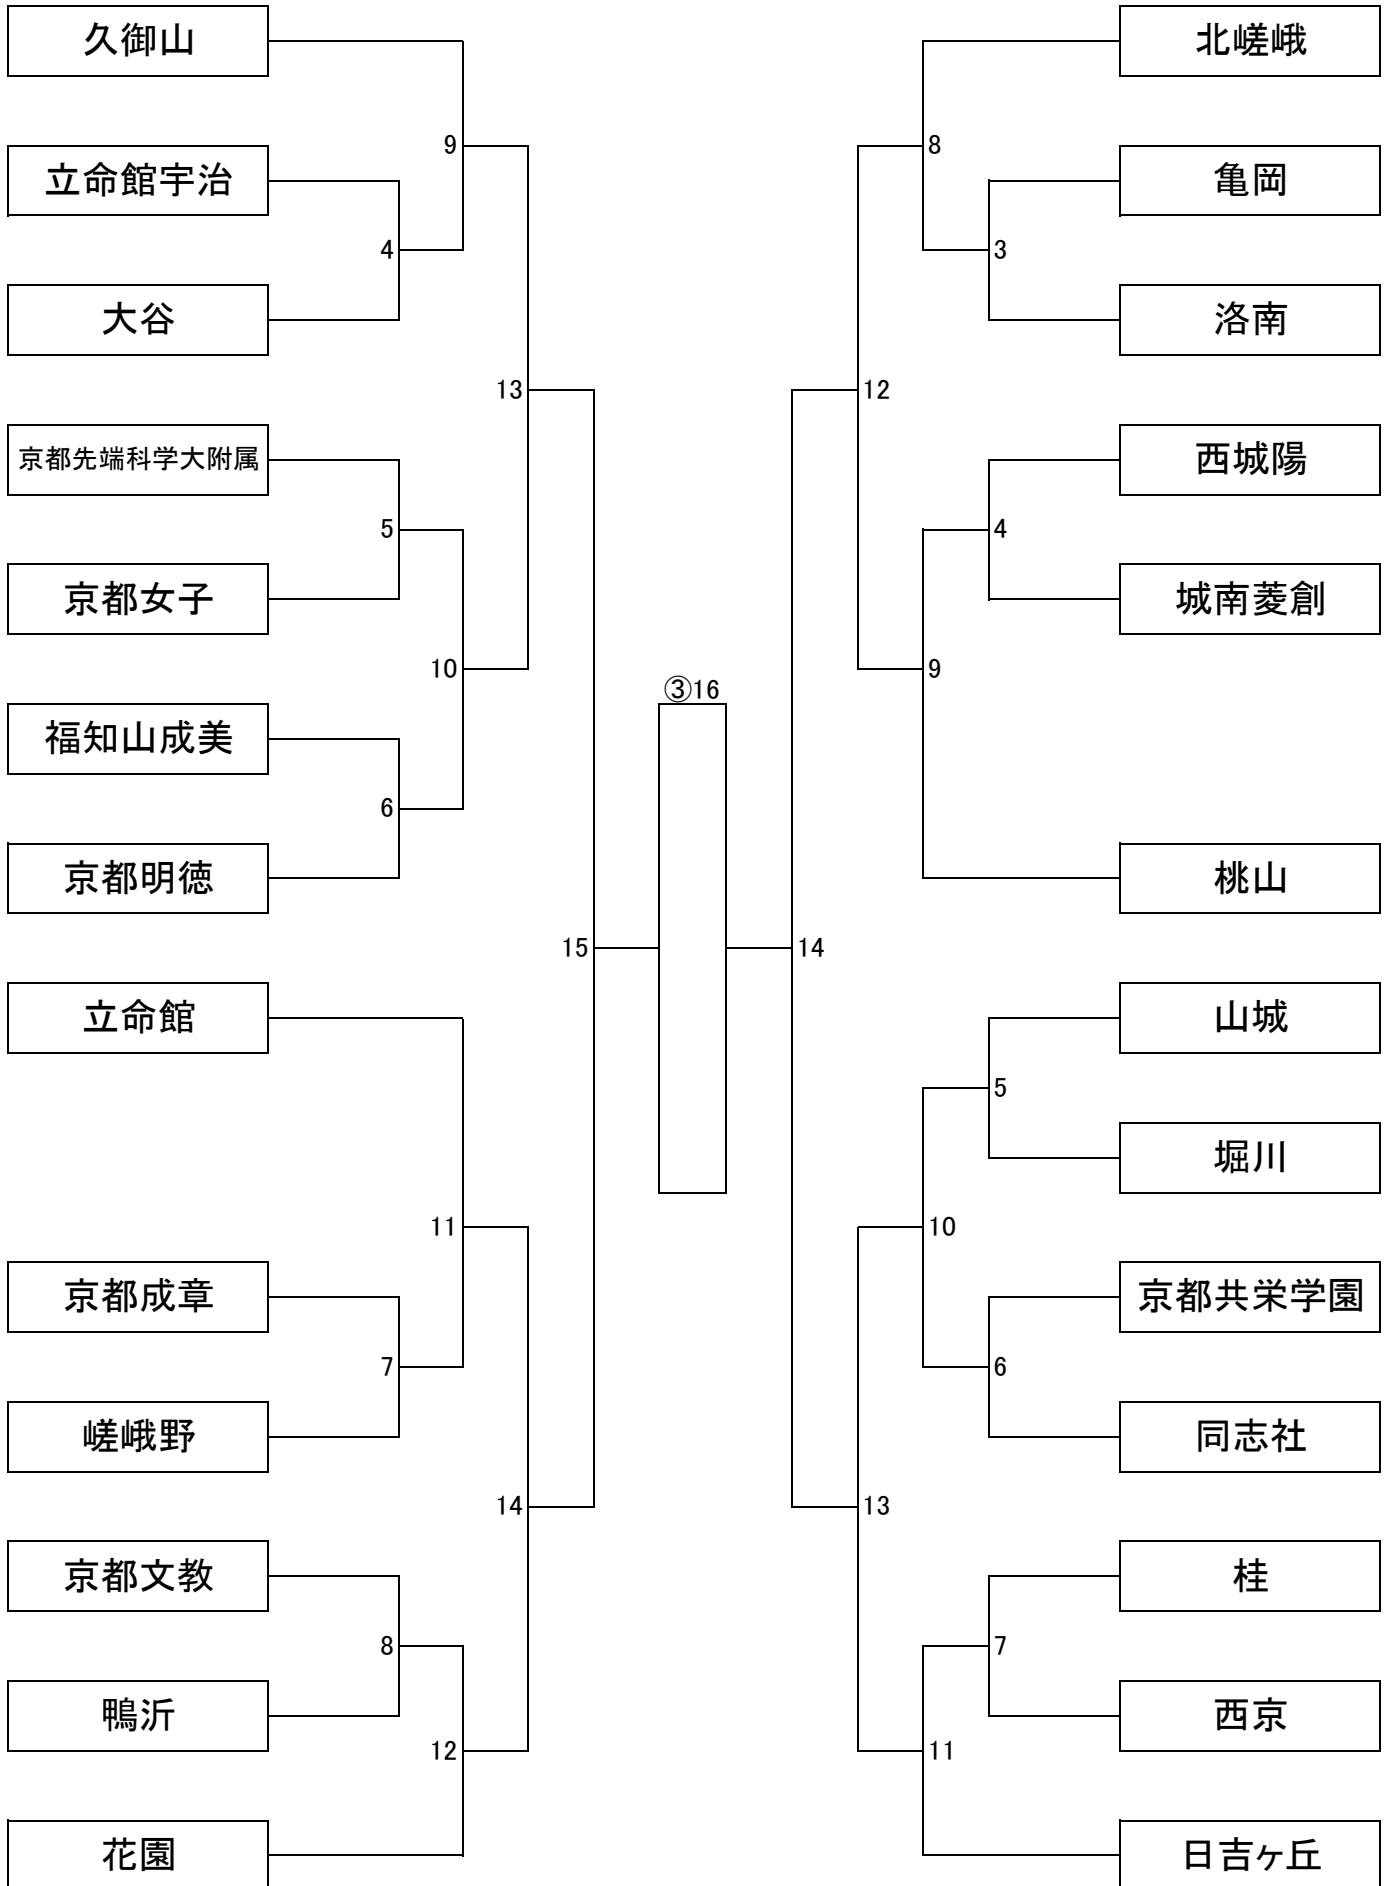 久御山
9
立命館宇治
4
大谷
13
京都先端科学大附属
5
京都女子
10
福知山成美
6
京都明徳
15
立命館
11
京都成章
7
嵯峨野
14
京都文教
8
鴨沂
12
花園
③16
北嵯峨
8
亀岡
3
洛南
12
西城陽
4
城南菱創
9
桃山
14
山城
5
堀川
10
京都共栄学園
6
同志社
13
桂
7
西京
11
日吉ヶ丘